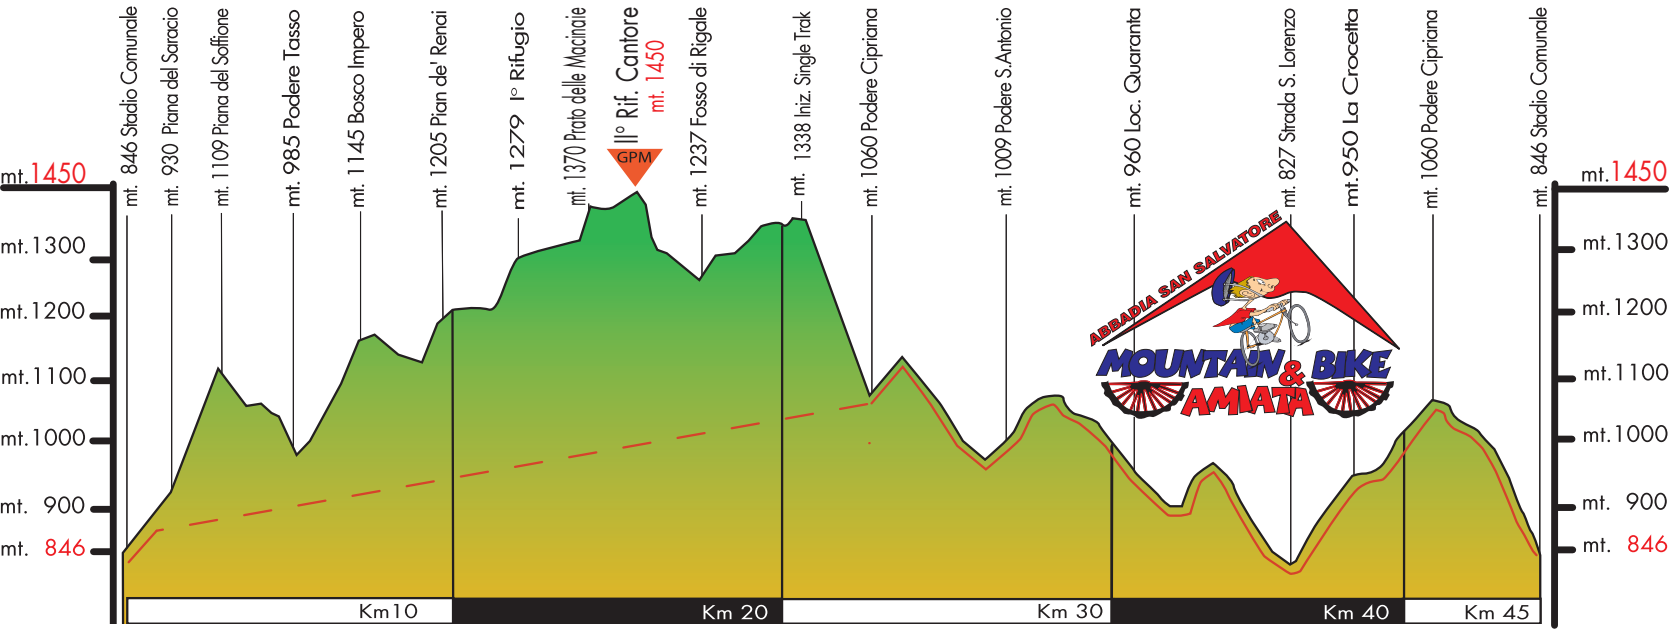 mt. 846 Stadio Comunale
mt. 930 Piana del Saracio
mt. 1109 Piana del Soffione
mt. 985 Podere Tasso
mt. 1145 Bosco Impero
mt. 1205 Pian de' Renai
mt. 1279 I° Rifugio
mt. 1370 Prato delle Macinaie
II° Rif. Cantore
mt. 1450
GPM
mt. 1237 Fosso di Rigale
mt. 1338 Iniz. Single Trak
mt. 1060 Podere Cipriana
mt. 1009 Podere S.Antonio
mt. 960 Loc. Quaranta
mt. 827 Strada S. Lorenzo
mt.950 La Crocetta
mt. 1060 Podere Cipriana
mt. 846 Stadio Comunale
mt.1450
mt.1300
mt.1200
mt.1100
mt.1000
mt. 900
mt. 846
ABBADIA SAN SALVATORE
MOUNTAIN & BIKE
AMIATA
mt.1450
mt.1300
mt.1200
mt.1100
mt.1000
mt. 900
mt. 846
Km10
Km 20
Km 30
Km 40
Km 45